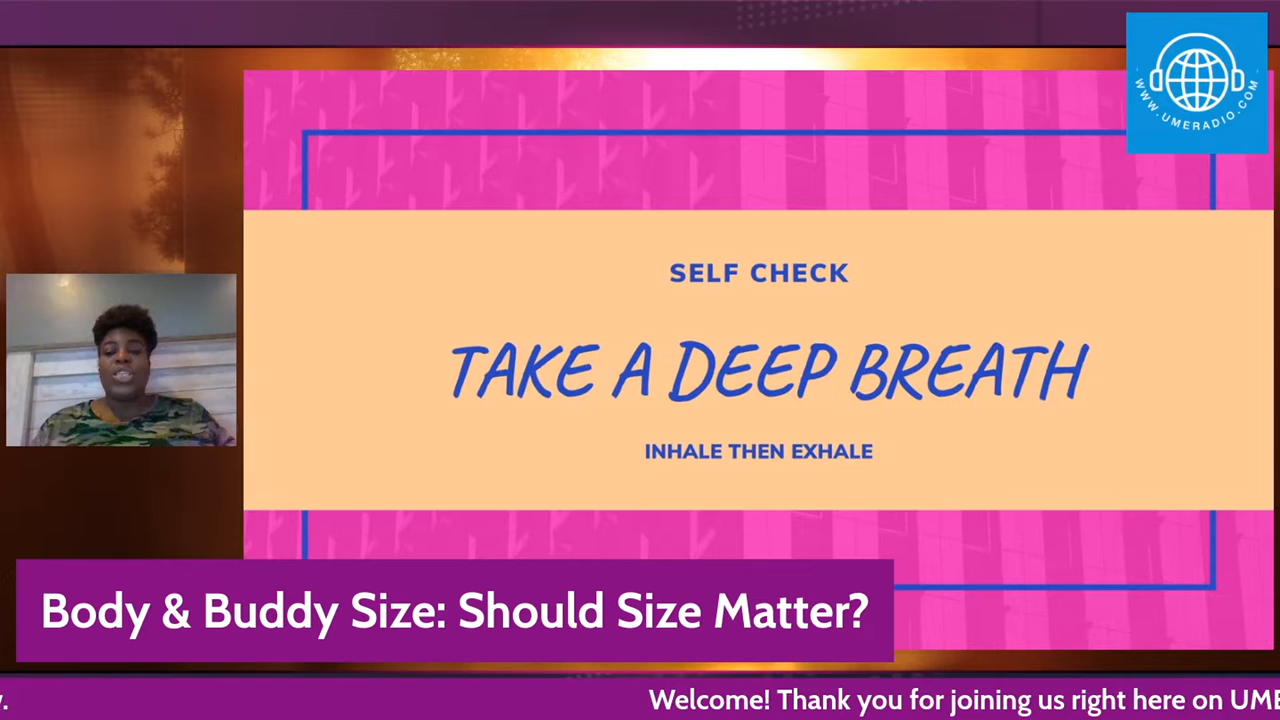 WWW.UMERADIO.COM
SELF CHECK
TAKE A DEEP BREATH
INHALE THEN EXHALE
Body & Buddy Size: Should Size Matter?
Welcome! Thank you for joining us right here on UME